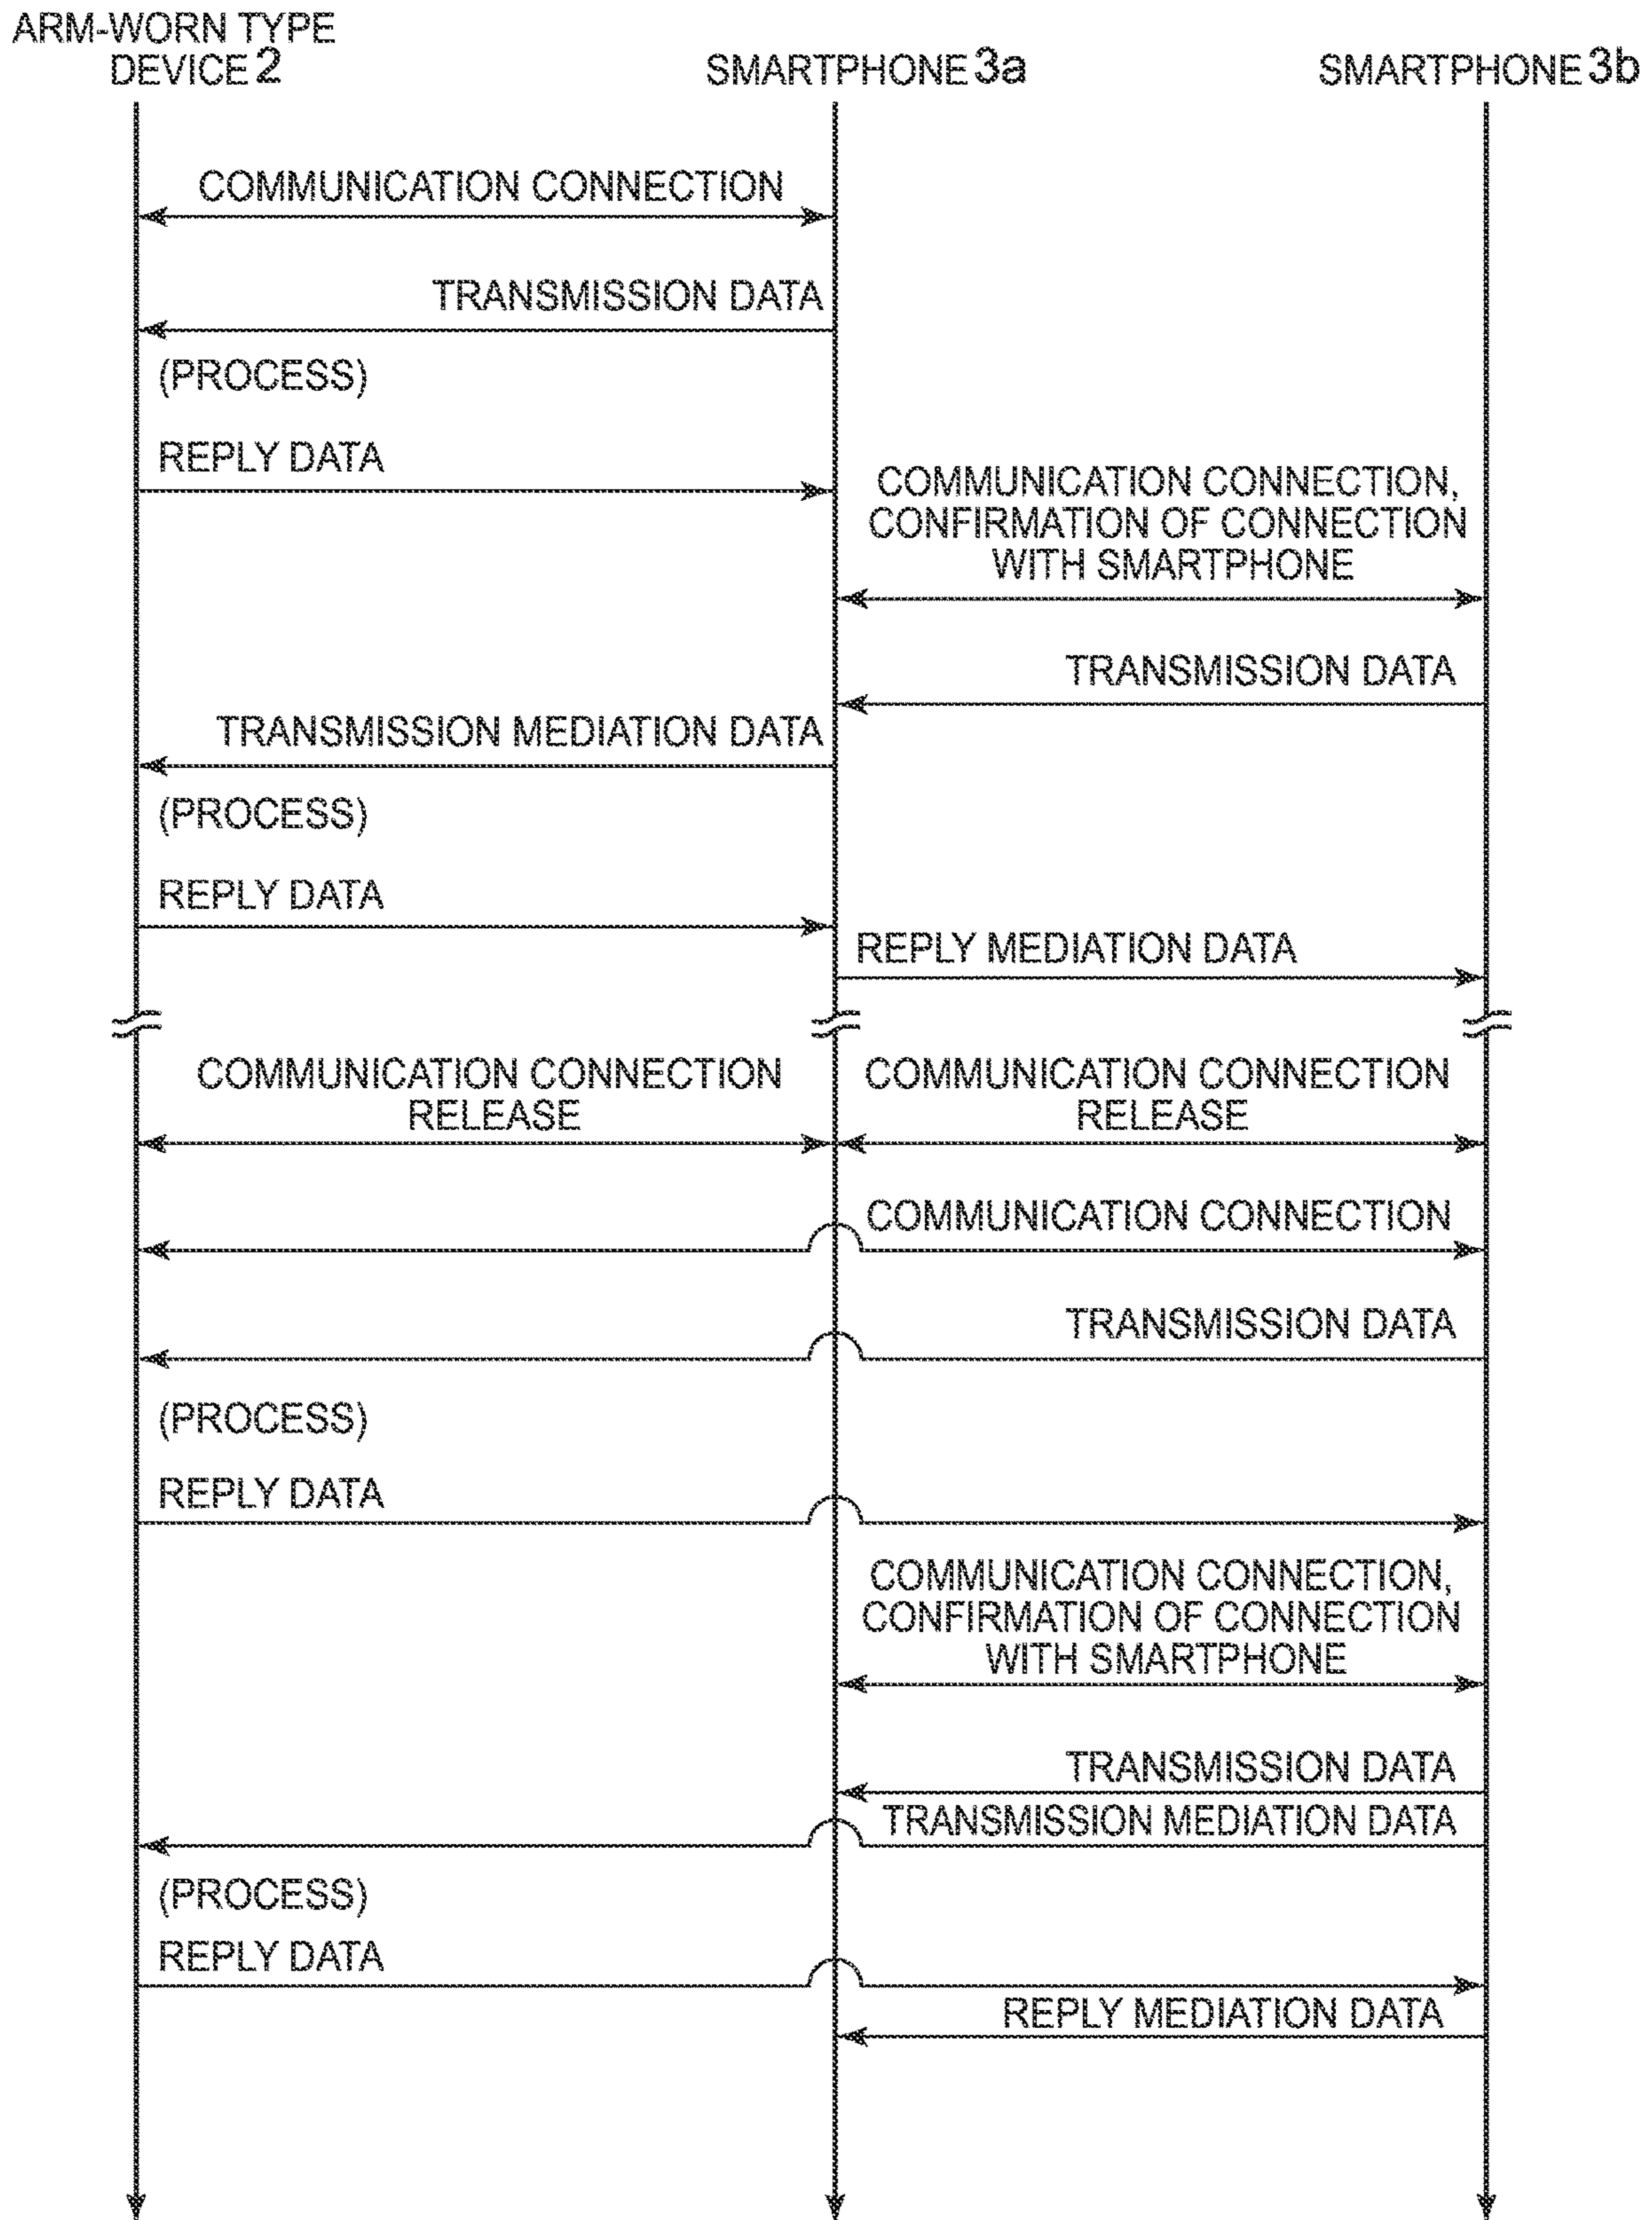 ARM-WORN TYPE
DEVICE 2
SMARTPHONE 3a
SMARTPHONE 3b
COMMUNICATION CONNECTION
TRANSMISSION DATA
(PROCESS)
REPLY DATA
COMMUNICATION CONNECTION,
CONFIRMATION OF CONNECTION
WITH SMARTPHONE
TRANSMISSION DATA
TRANSMISSION MEDIATION DATA
(PROCESS)
REPLY DATA
REPLY MEDIATION DATA
COMMUNICATION CONNECTION
RELEASE
COMMUNICATION CONNECTION
RELEASE
COMMUNICATION CONNECTION
TRANSMISSION DATA
(PROCESS)
REPLY DATA
COMMUNICATION CONNECTION,
CONFIRMATION OF CONNECTION
WITH SMARTPHONE
TRANSMISSION DATA
TRANSMISSION MEDIATION DATA
(PROCESS)
REPLY DATA
REPLY MEDIATION DATA